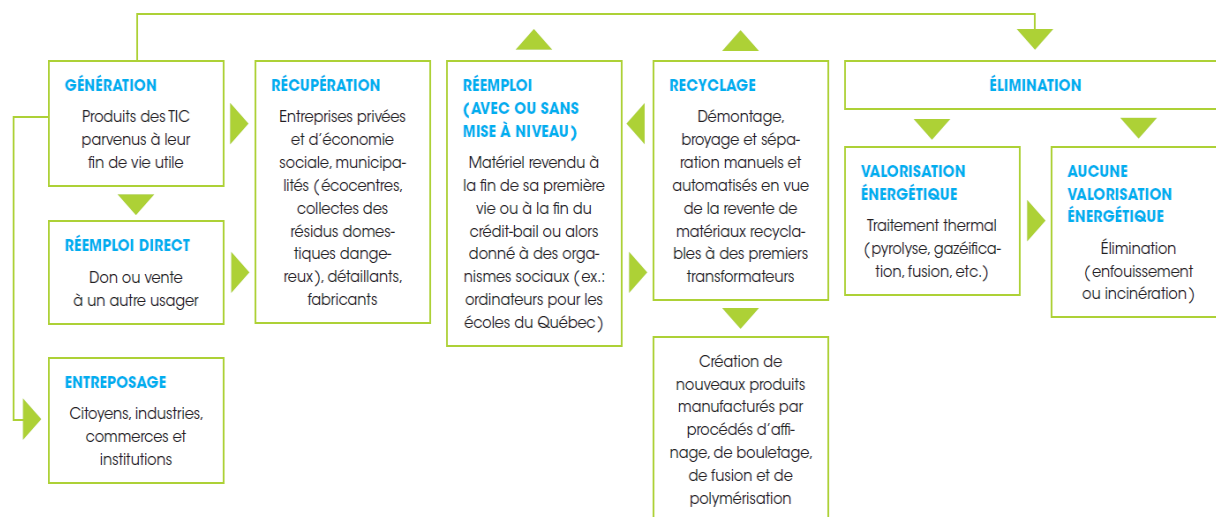 GÉNÉRATION
Produits des TIC
parvenus à leur
fin de vie utile
RÉEMPLOI DIRECT
Don ou vente
à un autre usager
ENTREPOSAGE
Citoyens, industries,
commerces et
institutions
RÉCUPÉRATION
Entreprises privées
et d’économie
sociale, municipa-
lités (écocentres,
collectes des
résidus domes-
tiques dange-
reux), détaillants,
fabricants
RÉEMPLOI
(AVEC OU SANS
MISE À NIVEAU)
Matériel revendu à
la fin de sa première
vie ou à la fin du
crédit-bail ou alors
donné à des orga-
nismes sociaux (ex.:
ordinateurs pour les
écoles du Québec)
RECYCLAGE
Démontage,
broyage et sépa-
ration manuels et
automatisés en vue
de la revente de
matériaux recycla-
bles à des premiers
transformateurs
Création de
nouveaux produits
manufacturés par
procédés d’affi-
nage, de bouletage,
de fusion et de
polymérisation
ÉLIMINATION
VALORISATION
ÉNERGÉTIQUE
Traitement thermal
(pyrolyse, gazéifica-
tion, fusion, etc.)
AUCUNE
VALORISATION
ÉNERGÉTIQUE
Élimination
(enfouissement
ou incinération)